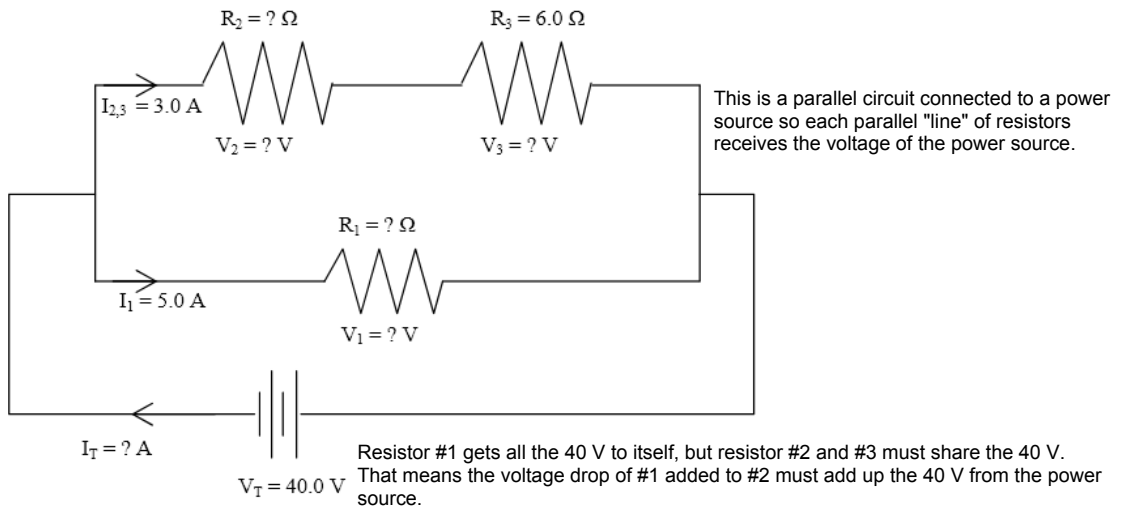 R₂ = ? Ω
R₃ = 6.0 Ω
I₂,₃ = 3.0 A
V₂ = ? V
V₃ = ? V
This is a parallel circuit connected to a power
source so each parallel "line" of resistors
receives the voltage of the power source.
R₁ = ? Ω
I₁ = 5.0 A
V₁ = ? V
I_T = ? A
V_T = 40.0 V
Resistor #1 gets all the 40 V to itself, but resistor #2 and #3 must share the 40 V.
That means the voltage drop of #1 added to #2 must add up the 40 V from the power
source.